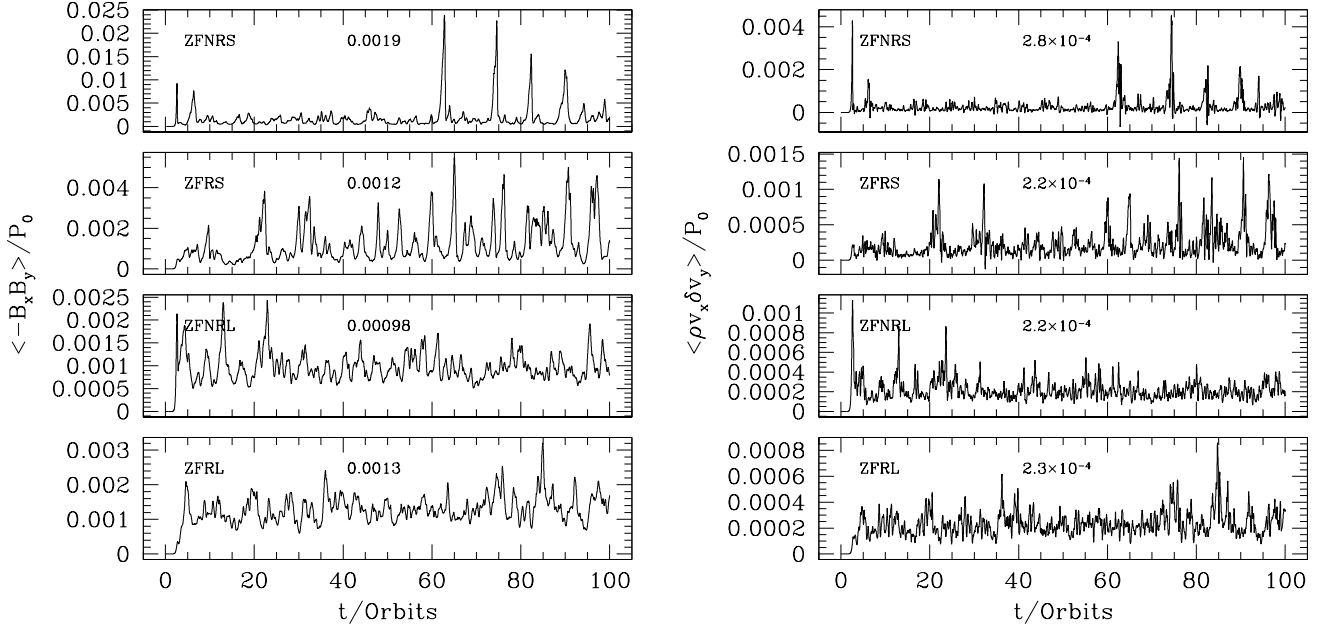 <-BₓB_y>/P₀
0.025
0.02
0.015
0.01
0.005
0
ZFNRS 0.0019
0.004
0.002
0
ZFRS 0.0012
0.0025
0.002
0.0015
0.001
0.0005
0
ZFNRL 0.00098
0.003
0.002
0.001
0
ZFRL 0.0013
0 20 40 60 80 100
t/Orbits
<ρvₓδv_y>/P₀
0.004
0.002
0
ZFNRS 2.8×10⁻⁴
0.0015
0.001
0.0005
0
ZFRS 2.2×10⁻⁴
0.001
0.0008
0.0006
0.0004
0.0002
0
ZFNRL 2.2×10⁻⁴
0.0008
0.0006
0.0004
0.0002
0
ZFRL 2.3×10⁻⁴
0 20 40 60 80 100
t/Orbits